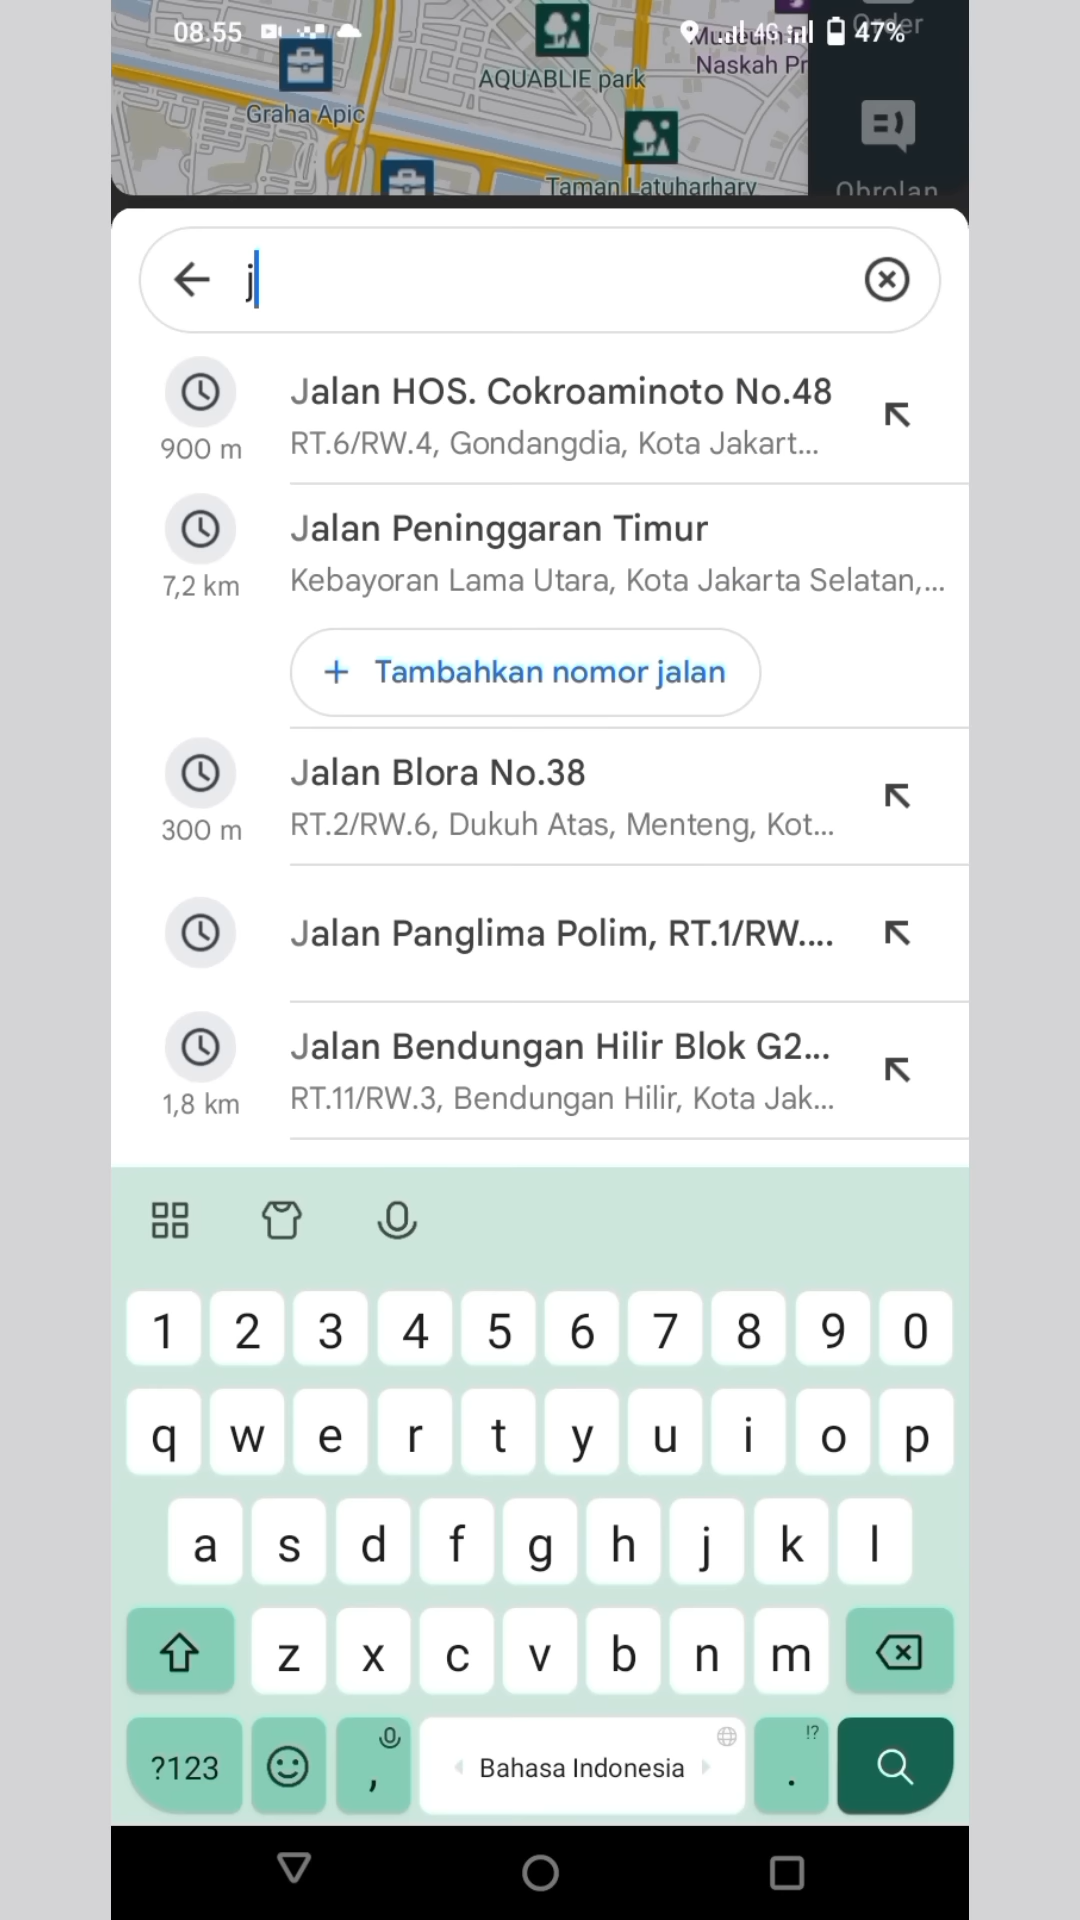 08.55
4G
47%
Order
Museum
Naskah Pr
AQUABLIE park
Graha Apic
Taman Latuharhary
Obrolan
j
Jalan HOS. Cokroaminoto No.48
900 m
RT.6/RW.4, Gondangdia, Kota Jakart...
Jalan Peninggaran Timur
7,2 km
Kebayoran Lama Utara, Kota Jakarta Selatan,...
+ Tambahkan nomor jalan
Jalan Blora No.38
300 m
RT.2/RW.6, Dukuh Atas, Menteng, Kot...
Jalan Panglima Polim, RT.1/RW....
Jalan Bendungan Hilir Blok G2...
1,8 km
RT.11/RW.3, Bendungan Hilir, Kota Jak...
1 2 3 4 5 6 7 8 9 0
q w e r t y u i o p
a s d f g h j k l
z x c v b n m
!?
?123 , Bahasa Indonesia .